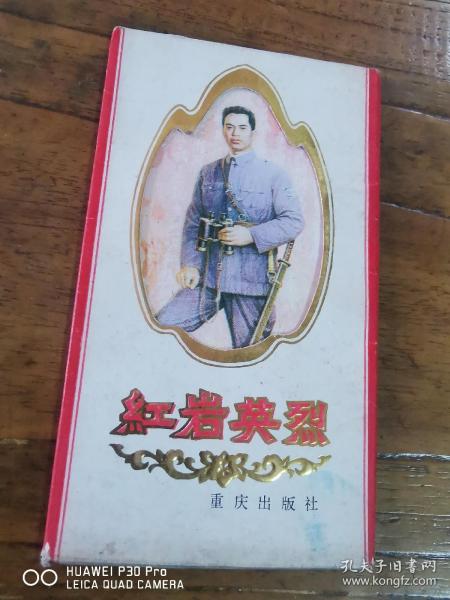 紅岩英烈
重庆出版社
HUAWEI P30 Pro
LEICA QUAD CAMERA
孔夫子旧书网
www.kongfz.com